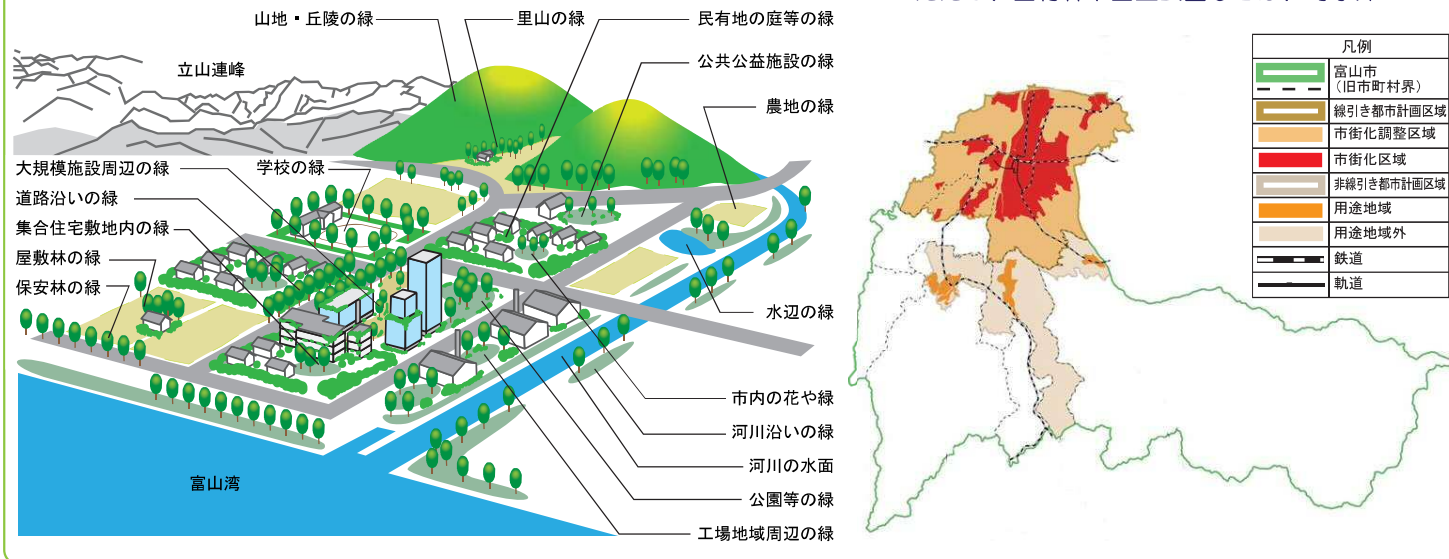 山地・丘陵の緑
里山の緑
民有地の庭等の緑
立山連峰
公共公益施設の緑
農地の緑
大規模施設周辺の緑
学校の緑
道路沿いの緑
集合住宅敷地内の緑
屋敷林の緑
保安林の緑
水辺の緑
市内の花や緑
河川沿いの緑
河川の水面
富山湾
公園等の緑
工場地域周辺の緑
凡例
富山市
(旧市町村界)
線引き都市計画区域
市街化調整区域
市街化区域
非線引き都市計画区域
用途地域
用途地域外
鉄道
軌道